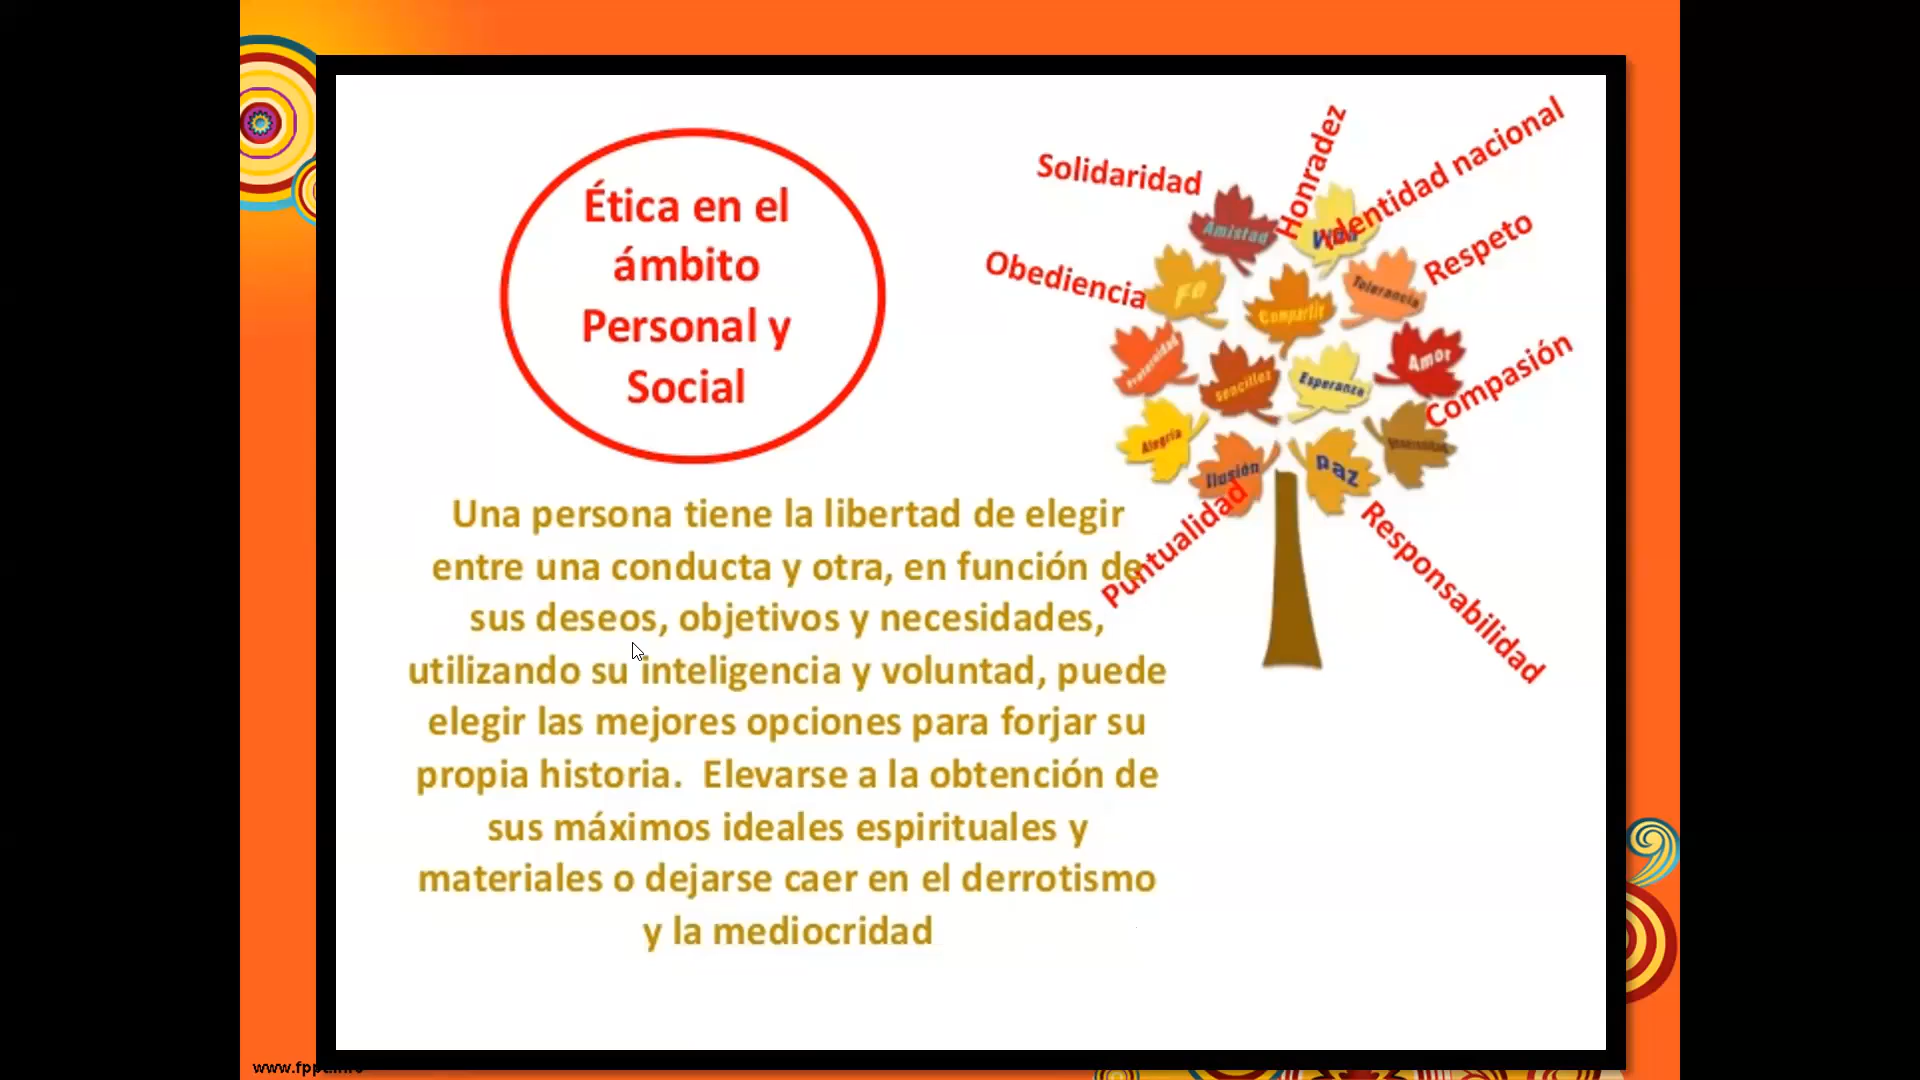 Ética en el
ámbito
Personal y
Social
Solidaridad
Honradez
Identidad nacional
Respeto
Obediencia
Compasión
Puntualidad
Responsabilidad
Amistad
Fe
Compartir
Tolerancia
Sencillez
Esperanza
Amor
Alegría
Ilusión
Paz
Una persona tiene la libertad de elegir
entre una conducta y otra, en función de
sus deseos, objetivos y necesidades,
utilizando su inteligencia y voluntad, puede
elegir las mejores opciones para forjar su
propia historia.  Elevarse a la obtención de
sus máximos ideales espirituales y
materiales o dejarse caer en el derrotismo
y la mediocridad